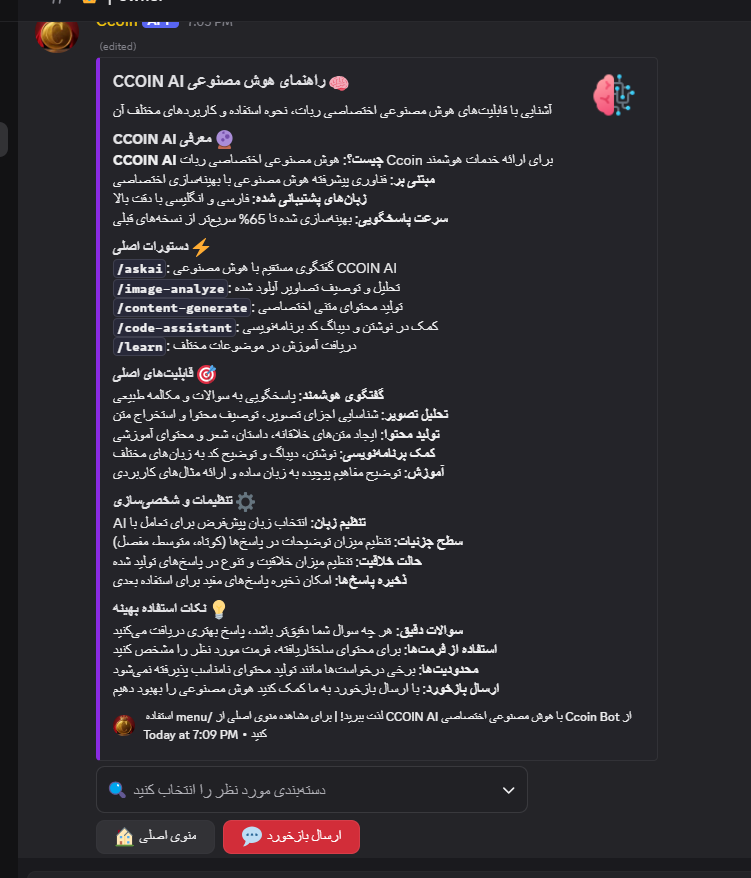 Ccoin APP 7:05 PM
(edited)
راهنمای هوش مصنوعی CCOIN AI
آشنایی با قابلیت‌های هوش مصنوعی اختصاصی ربات، نحوه استفاده و کاربردهای مختلف آن
معرفی CCOIN AI
CCOIN AI چیست؟: هوش مصنوعی اختصاصی ربات Ccoin برای ارائه خدمات هوشمند
مبتنی بر: فناوری پیشرفته هوش مصنوعی با بهینه‌سازی اختصاصی
زبان‌های پشتیبانی شده: فارسی و انگلیسی با دقت بالا
سرعت پاسخگویی: بهینه‌سازی شده تا 65% سریع‌تر از نسخه‌های قبلی
دستورات اصلی
/askai: گفتگوی مستقیم با هوش مصنوعی CCOIN AI
/image-analyze: تحلیل و توصیف تصاویر آپلود شده
/content-generate: تولید محتوای متنی اختصاصی
/code-assistant: کمک در نوشتن و دیباگ کد برنامه‌نویسی
/learn: دریافت آموزش در موضوعات مختلف
قابلیت‌های اصلی
گفتگوی هوشمند: پاسخگویی به سوالات و مکالمه طبیعی
تحلیل تصویر: شناسایی اجزای تصویر، توصیف محتوا و استخراج متن
تولید محتوا: ایجاد متن‌های خلاقانه، داستان، شعر و محتوای آموزشی
کمک برنامه‌نویسی: نوشتن، دیباگ و توضیح کد به زبان‌های مختلف
آموزش: توضیح مفاهیم پیچیده به زبان ساده و ارائه مثال‌های کاربردی
تنظیمات و شخصی‌سازی
تنظیم زبان: انتخاب زبان پیش‌فرض برای تعامل با AI
سطح جزئیات: تنظیم میزان توضیحات در پاسخ‌ها (کوتاه، متوسط، مفصل)
حالت خلاقیت: تنظیم میزان خلاقیت و تنوع در پاسخ‌های تولید شده
ذخیره پاسخ‌ها: امکان ذخیره پاسخ‌های مفید برای استفاده بعدی
نکات استفاده بهینه
سوالات دقیق: هر چه سوال شما دقیق‌تر باشد، پاسخ بهتری دریافت می‌کنید
استفاده از فرمت‌ها: برای محتوای ساختاریافته، فرمت مورد نظر را مشخص کنید
محدودیت‌ها: برخی درخواست‌ها مانند تولید محتوای نامناسب پذیرفته نمی‌شود
ارسال بازخورد: با ارسال بازخورد به ما کمک کنید هوش مصنوعی را بهبود دهیم
از Ccoin Bot با هوش مصنوعی اختصاصی CCOIN AI لذت ببرید! | برای مشاهده منوی اصلی از /menu استفاده
کنید • Today at 7:09 PM
دسته‌بندی مورد نظر را انتخاب کنید
منوی اصلی
ارسال بازخورد